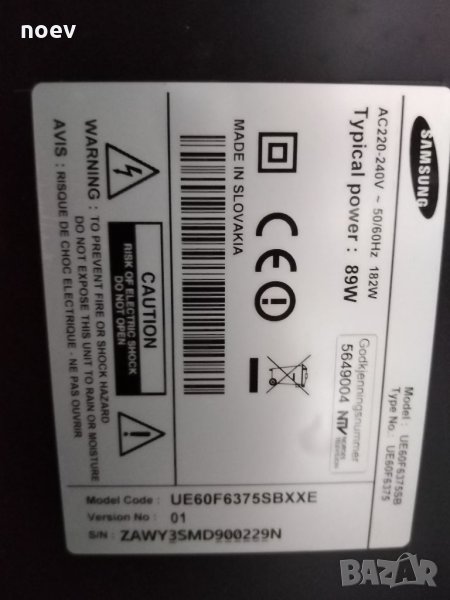 noev
SAMSUNG
Model : UE60F6375SB
Type No. : UE60F6375
AC220-240V ~ 50/60Hz 182W
Typical power : 89W
Godkjenningsnummer
5649004 NTV
MADE IN SLOVAKIA
CE
CAUTION
RISK OF ELECTRIC SHOCK
DO NOT OPEN
WARNING : TO PREVENT FIRE OR SHOCK HAZARD
DO NOT EXPOSE THIS UNIT TO RAIN OR MOISTURE
AVIS : RISQUE DE CHOC ELECTRIQUE - NE PAS OUVRIR
Model Code : UE60F6375SBXXE
Version No : 01
S/N : ZAWY3SMD900229N
BAZAR